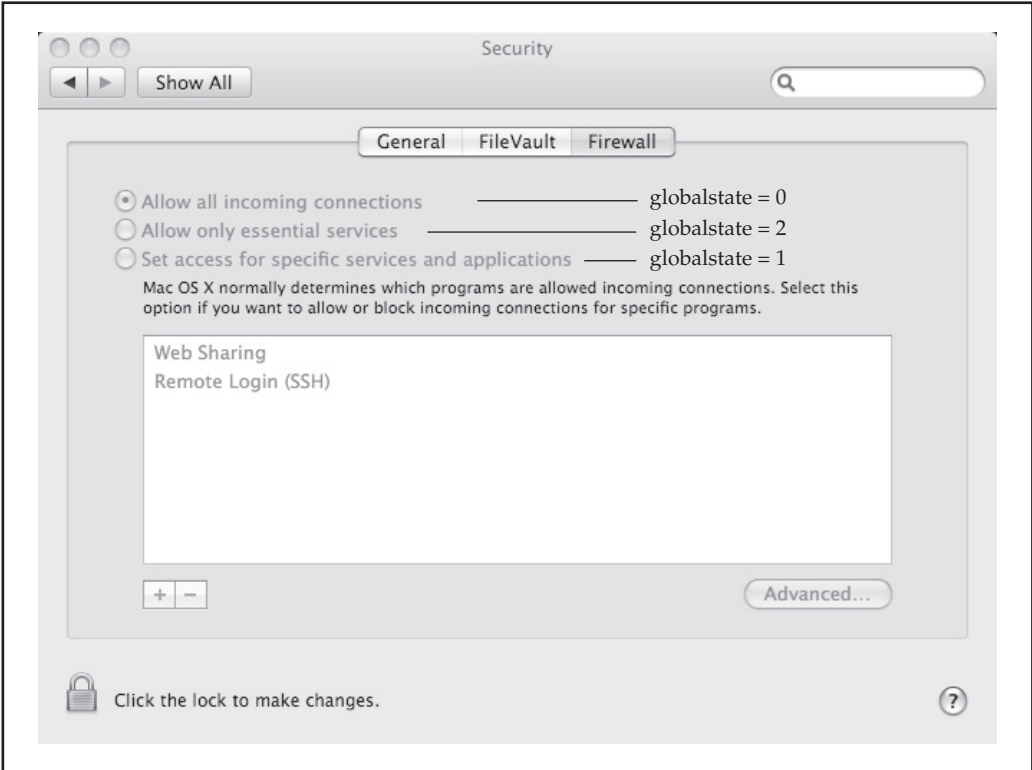 Security
Show All
General FileVault Firewall
Allow all incoming connections globalstate = 0
Allow only essential services globalstate = 2
Set access for specific services and applications globalstate = 1
Mac OS X normally determines which programs are allowed incoming connections. Select this
option if you want to allow or block incoming connections for specific programs.
Web Sharing
Remote Login (SSH)
+ −
Advanced...
Click the lock to make changes.
?